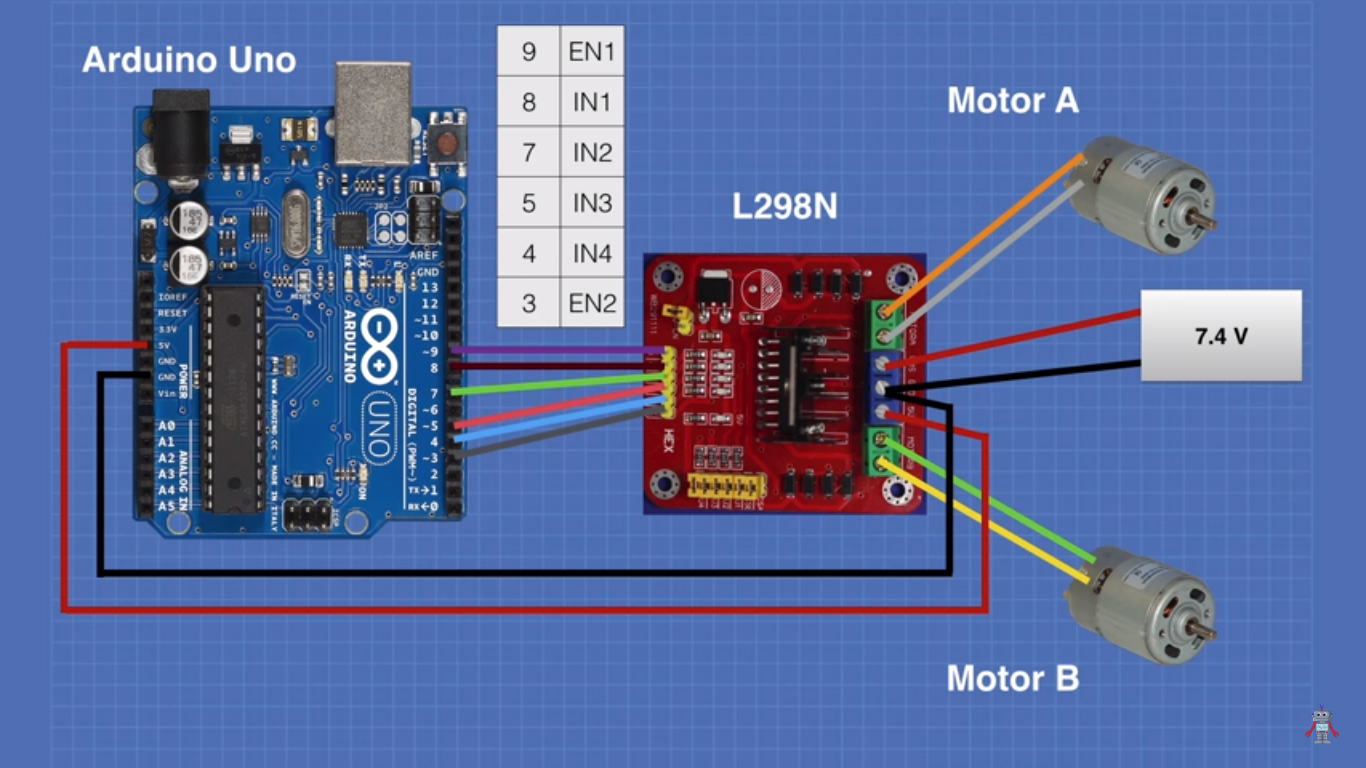 Arduino Uno
9 EN1
8 IN1
7 IN2
5 IN3
4 IN4
3 EN2
Motor A
L298N
7.4 V
Motor B
AREF
GND
13
12
~11
~10
~9
8
7
~6
~5
4
~3
2
TX→1
RX←0
DIGITAL (PWM~)
ARDUINO
UNO
IOREF
RESET
3.3V
5V
GND
GND
Vin
POWER
A0
A1
A2
A3
A4
A5
ANALOG IN
WWW.ARDUINO.CC - MADE IN ITALY
HEX
5V